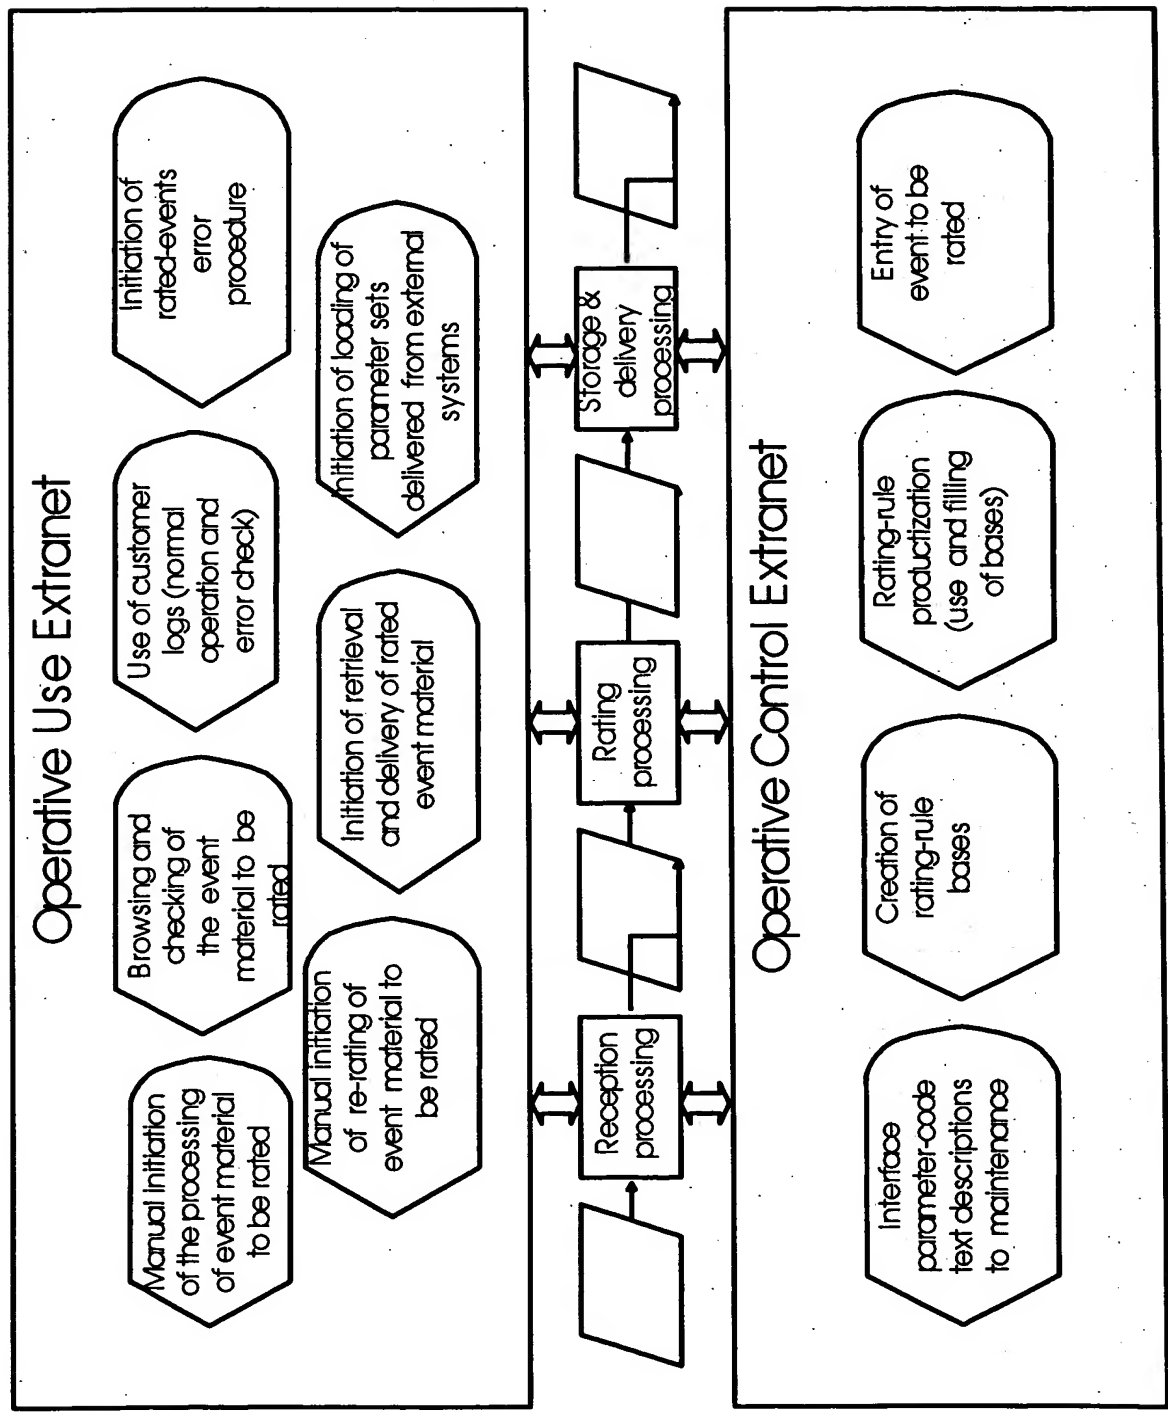 Operative Use Extranet
Manual initiation
of the processing
of event material
to be rated
Browsing and
checking of
the event
material to be
rated
Use of customer
logs (normal
operation and
error check)
Initiation of
rated-events
error
procedure
Manual initiation
of re-rating of
event material to
be rated
Initiation of retrieval
and delivery of rated
event material
Initiation of loading of
parameter sets
delivered from external
systems
Reception
processing
Rating
processing
Storage &
delivery
processing
Operative Control Extranet
Interface
parameter-code
text descriptions
to maintenance
Creation of
rating-rule
bases
Rating-rule
productization
(use and filling
of bases)
Entry of
event to be
rated